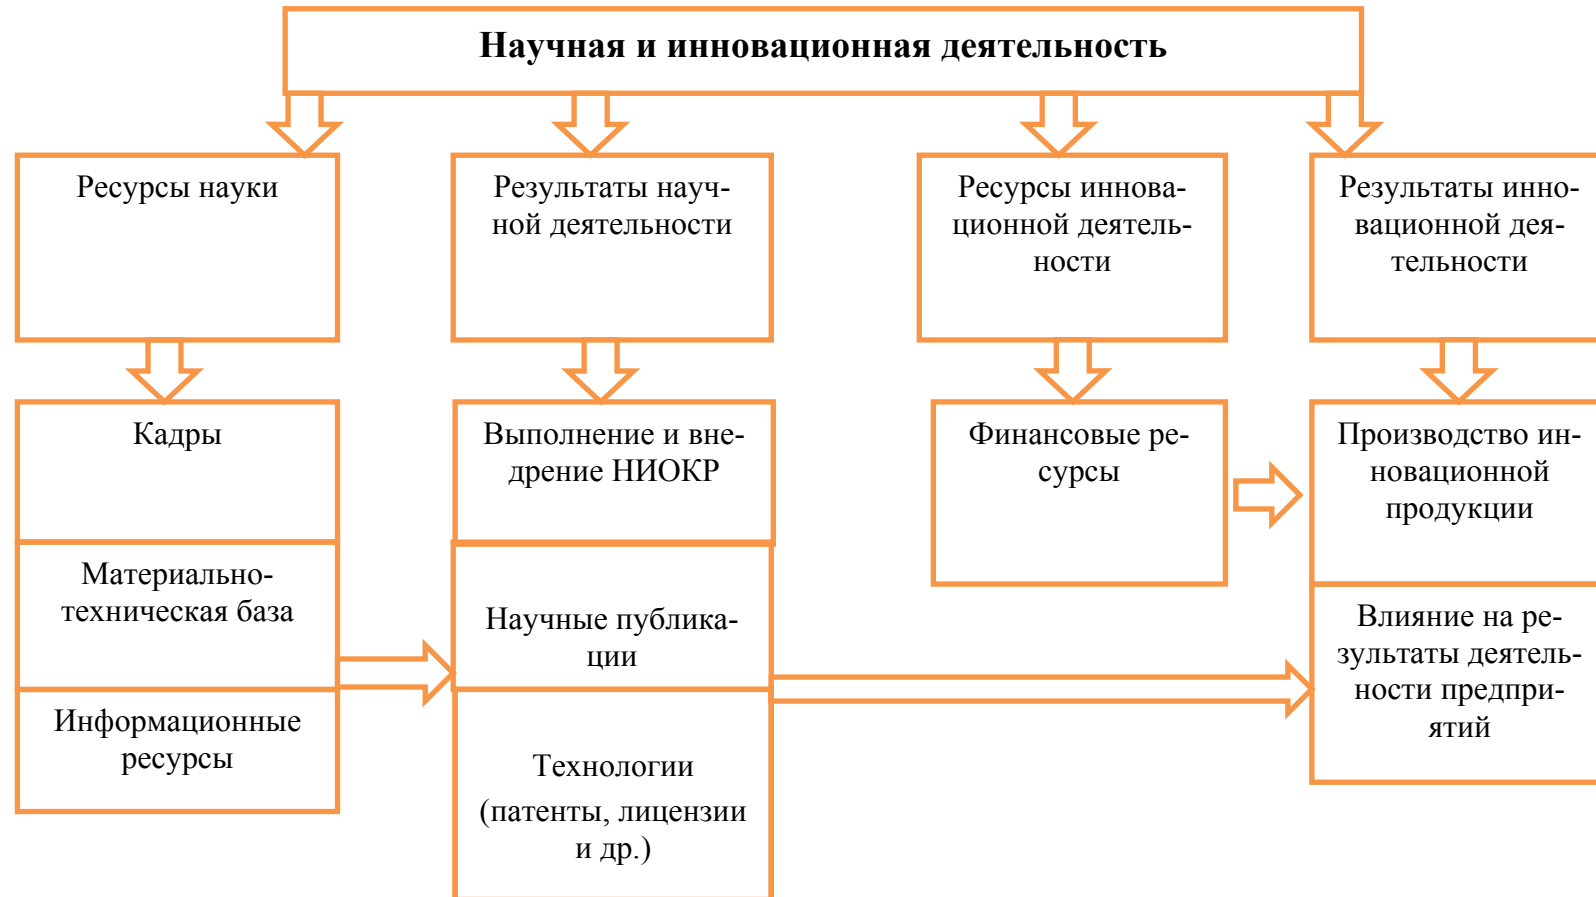 Научная и инновационная деятельность
Ресурсы науки
Результаты науч-
ной деятельности
Ресурсы иннова-
ционной деятель-
ности
Результаты инно-
вационной дея-
тельности
Кадры
Материально-
техническая база
Информационные
ресурсы
Выполнение и вне-
дрение НИОКР
Научные публика-
ции
Технологии
(патенты, лицензии
и др.)
Финансовые ре-
сурсы
Производство ин-
новационной
продукции
Влияние на ре-
зультаты деятель-
ности предпри-
ятий